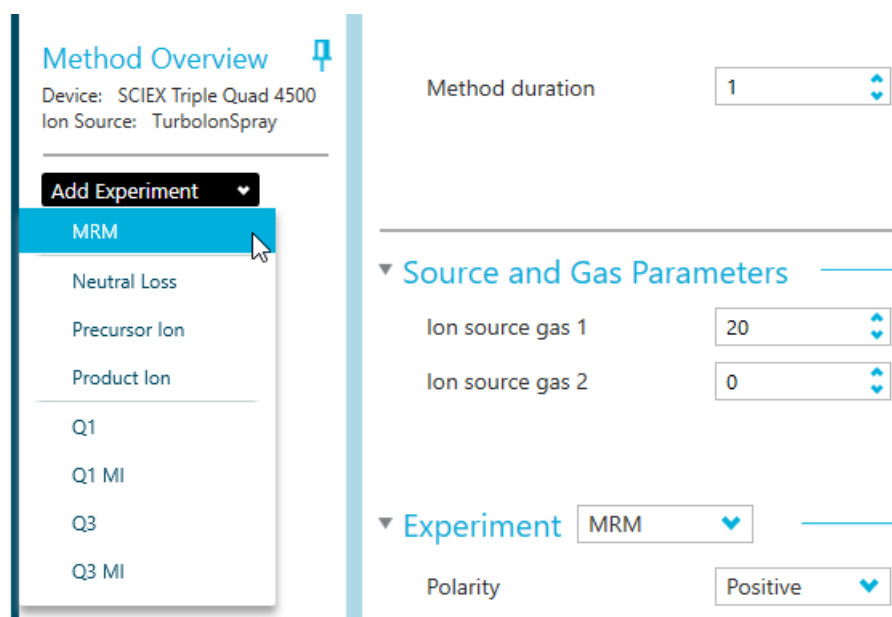 Method Overview
Device: SCIEX Triple Quad 4500
Ion Source: TurboIonSpray
Add Experiment
MRM
Neutral Loss
Precursor Ion
Product Ion
Q1
Q1 MI
Q3
Q3 MI
Method duration 1
Source and Gas Parameters
Ion source gas 1 20
Ion source gas 2 0
Experiment MRM
Polarity Positive